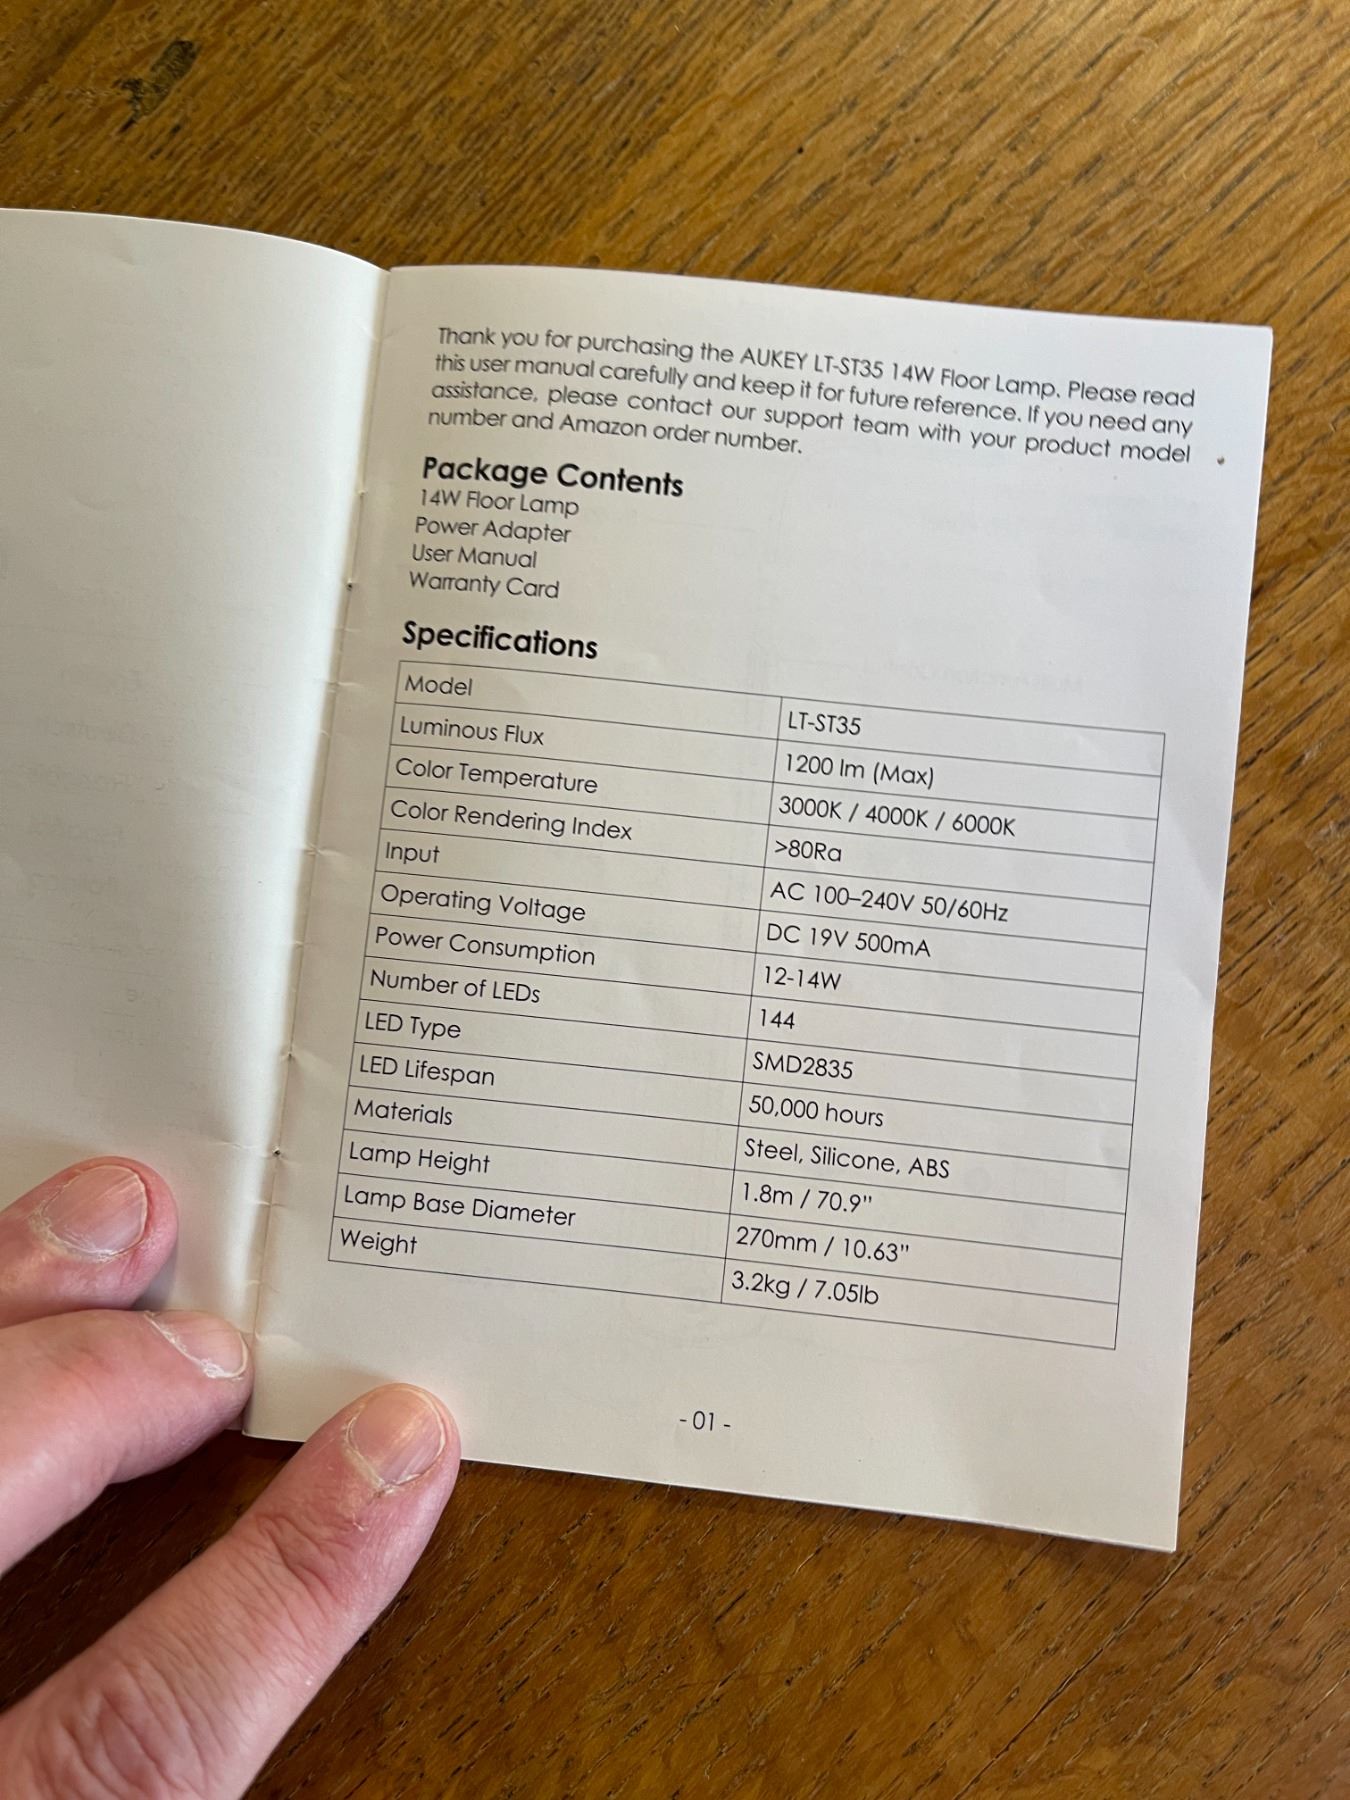 Thank you for purchasing the AUKEY LT-ST35 14W Floor Lamp. Please read
this user manual carefully and keep it for future reference. If you need any
assistance, please contact our support team with your product model
number and Amazon order number.
Package Contents
14W Floor Lamp
Power Adapter
User Manual
Warranty Card
Specifications
Model LT-ST35
Luminous Flux 1200 lm (Max)
Color Temperature 3000K / 4000K / 6000K
Color Rendering Index >80Ra
Input AC 100–240V 50/60Hz
Operating Voltage DC 19V 500mA
Power Consumption 12-14W
Number of LEDs 144
LED Type SMD2835
LED Lifespan 50,000 hours
Materials Steel, Silicone, ABS
Lamp Height 1.8m / 70.9"
Lamp Base Diameter 270mm / 10.63"
Weight 3.2kg / 7.05lb
- 01 -